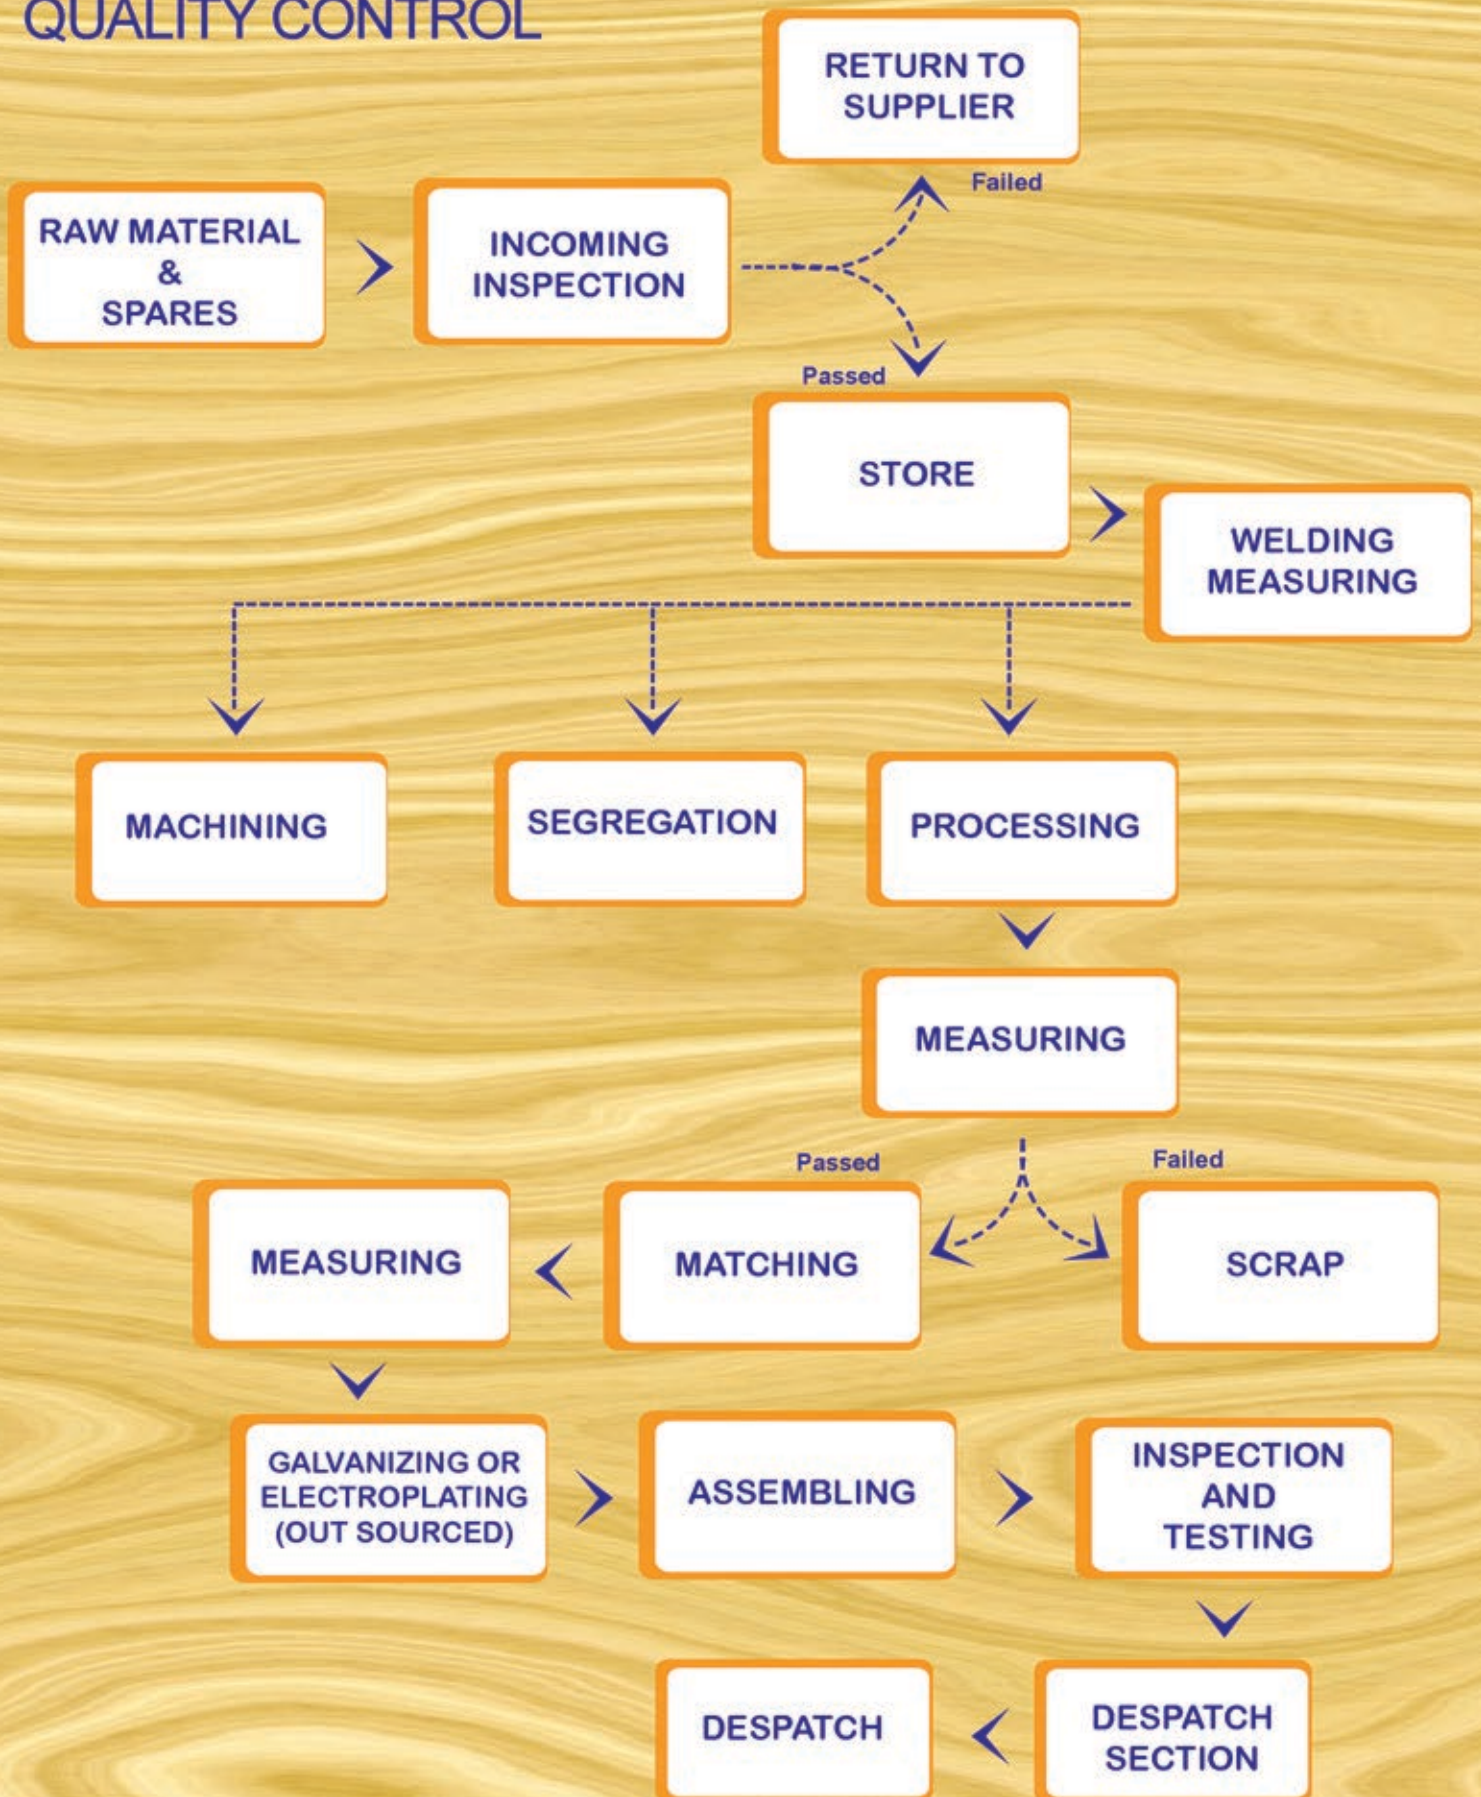 QUALITY CONTROL
RETURN TO
SUPPLIER
Failed
RAW MATERIAL
&
SPARES
INCOMING
INSPECTION
Passed
STORE
WELDING
MEASURING
MACHINING
SEGREGATION
PROCESSING
MEASURING
Passed
Failed
MEASURING
MATCHING
SCRAP
GALVANIZING OR
ELECTROPLATING
(OUT SOURCED)
ASSEMBLING
INSPECTION
AND
TESTING
DESPATCH
DESPATCH
SECTION